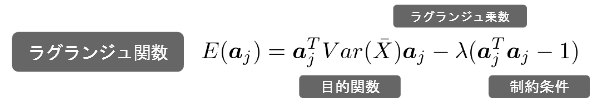 ラグランジュ乗数
ラグランジュ関数
E(a_j) = a_j^T Var(X̄)a_j − λ(a_j^T a_j − 1)
目的関数
制約条件